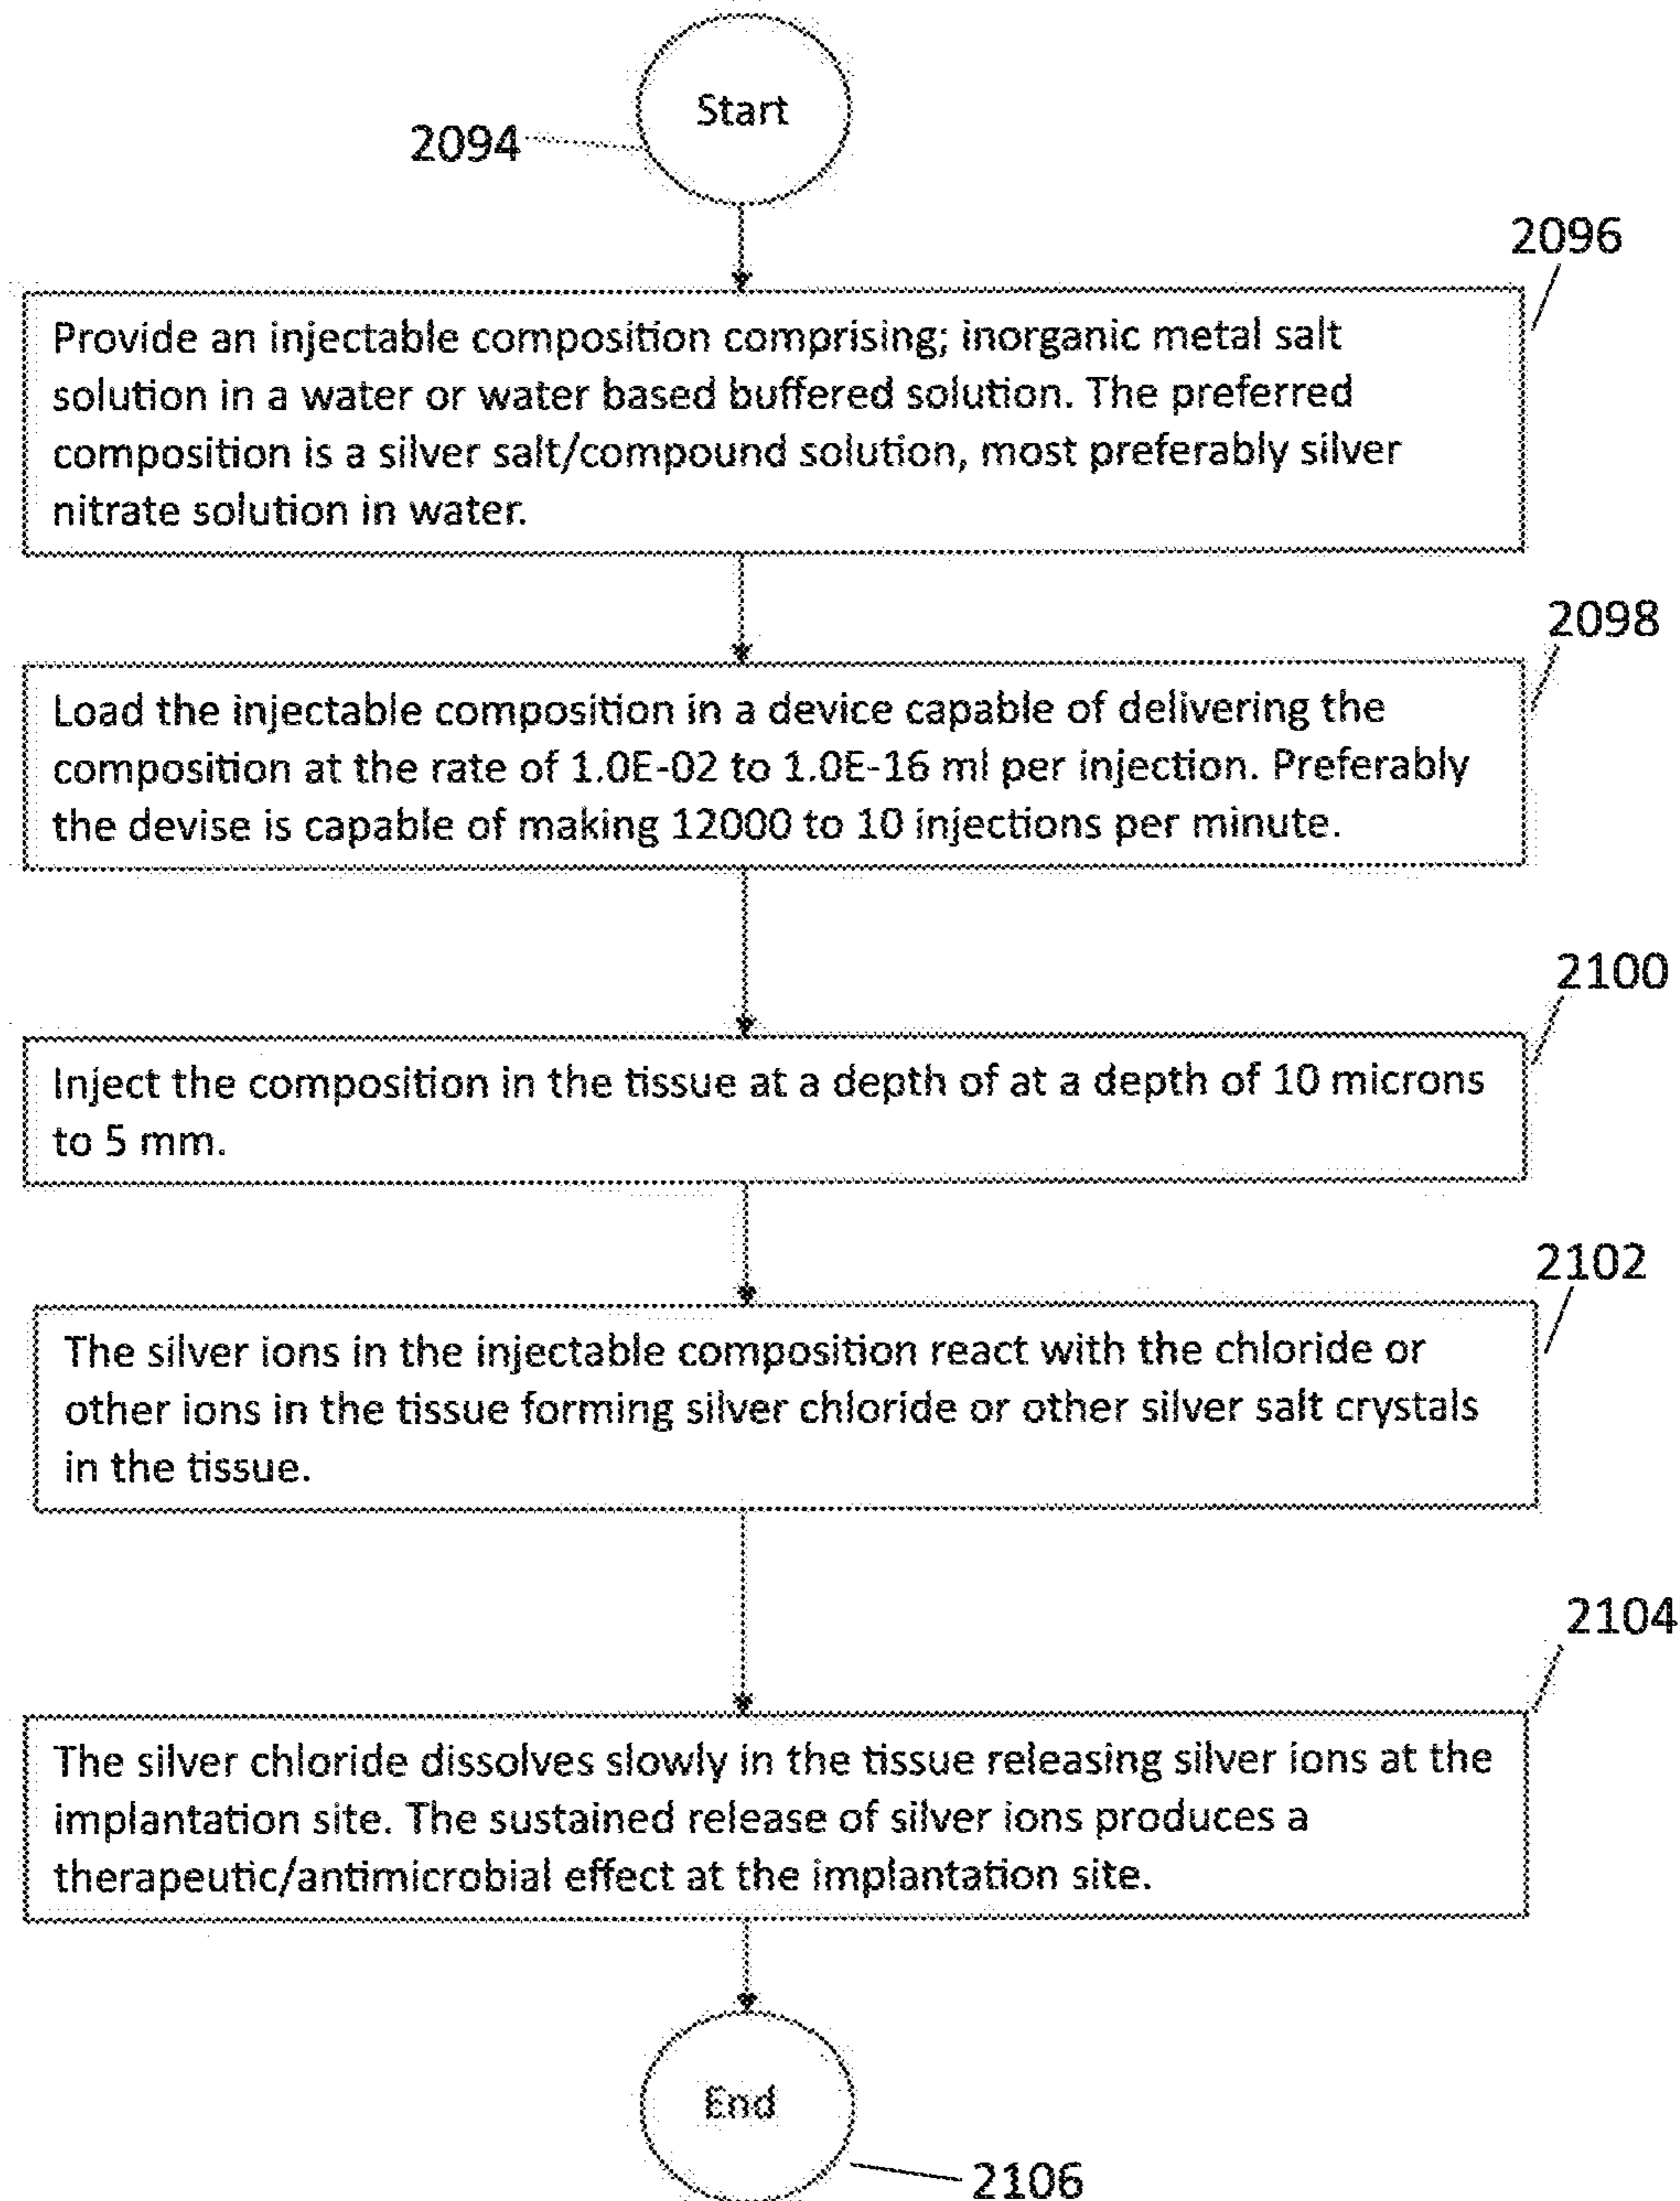 Start
2094
2096
Provide an injectable composition comprising; inorganic metal salt
solution in a water or water based buffered solution. The preferred
composition is a silver salt/compound solution, most preferably silver
nitrate solution in water.
2098
Load the injectable composition in a device capable of delivering the
composition at the rate of 1.0E-02 to 1.0E-16 ml per injection. Preferably
the devise is capable of making 12000 to 10 injections per minute.
2100
Inject the composition in the tissue at a depth of at a depth of 10 microns
to 5 mm.
2102
The silver ions in the injectable composition react with the chloride or
other ions in the tissue forming silver chloride or other silver salt crystals
in the tissue.
2104
The silver chloride dissolves slowly in the tissue releasing silver ions at the
implantation site. The sustained release of silver ions produces a
therapeutic/antimicrobial effect at the implantation site.
End
2106